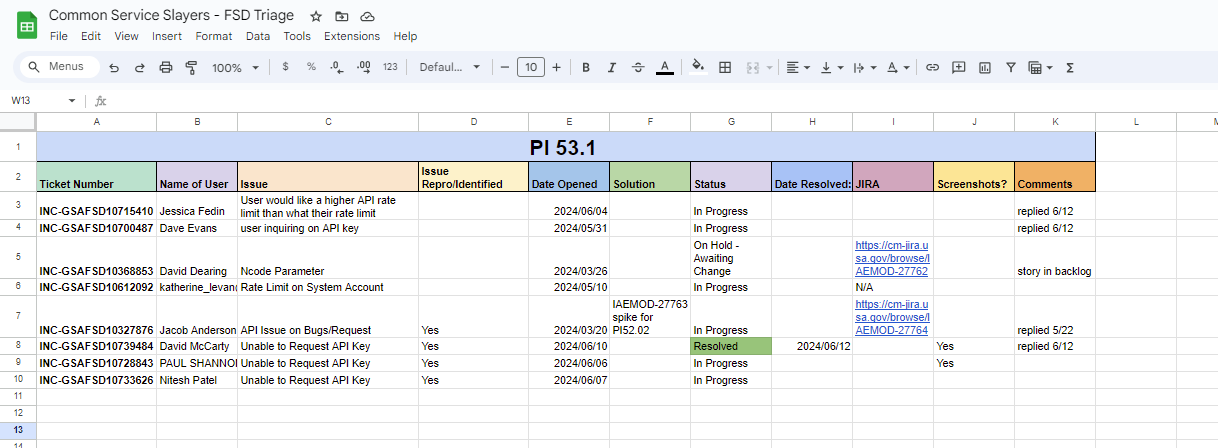 Common Service Slayers - FSD Triage
File Edit View Insert Format Data Tools Extensions Help
Menus 100% $ % .0 .00 123 Defaul... − 10 + B I S A Σ
W13 fx
A B C D E F G H I J K L M
1 PI 53.1
2 Ticket Number Name of User Issue Issue Repro/Identified Date Opened Solution Status Date Resolved: JIRA Screenshots? Comments
3 INC-GSAFSD10715410 Jessica Fedin User would like a higher API rate limit than what their rate limit 2024/06/04 In Progress replied 6/12
4 INC-GSAFSD10700487 Dave Evans user inquiring on API key 2024/05/31 In Progress replied 6/12
5 INC-GSAFSD10368853 David Dearing Ncode Parameter 2024/03/26 On Hold - Awaiting Change https://cm-jira.usa.gov/browse/IAEMOD-27762 story in backlog
6 INC-GSAFSD10612092 katherine_levan Rate Limit on System Account 2024/05/10 In Progress N/A
7 INC-GSAFSD10327876 Jacob Anderson API Issue on Bugs/Request Yes 2024/03/20 IAEMOD-27763 spike for PI52.02 In Progress https://cm-jira.usa.gov/browse/IAEMOD-27764 replied 5/22
8 INC-GSAFSD10739484 David McCarty Unable to Request API Key Yes 2024/06/10 Resolved 2024/06/12 Yes replied 6/12
9 INC-GSAFSD10728843 PAUL SHANNO Unable to Request API Key Yes 2024/06/06 In Progress Yes
10 INC-GSAFSD10733626 Nitesh Patel Unable to Request API Key Yes 2024/06/07 In Progress
11
12
13
14